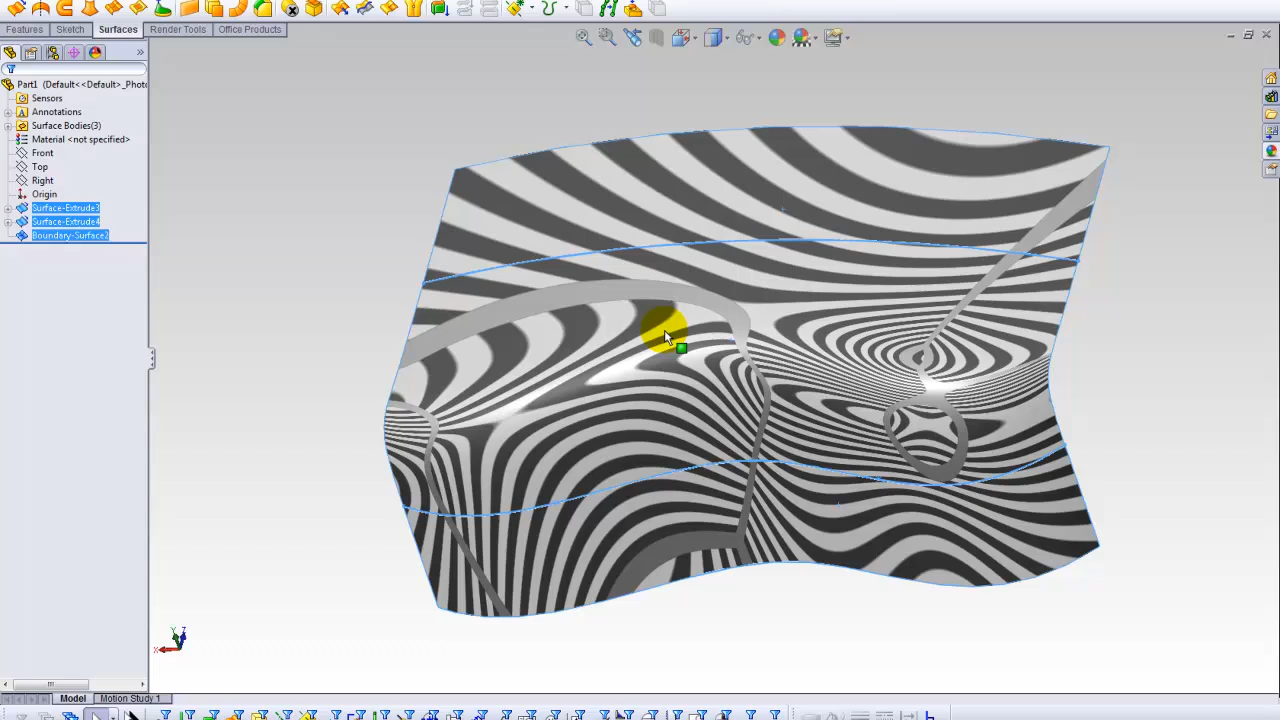 Features Sketch Surfaces Render Tools Office Products
»
Part1 (Default<<Default>_Photo
Sensors
Annotations
Surface Bodies(3)
Material <not specified>
Front
Top
Right
Origin
Surface-Extrude3
Surface-Extrude4
Boundary-Surface2
Y Z
X
Model Motion Study 1